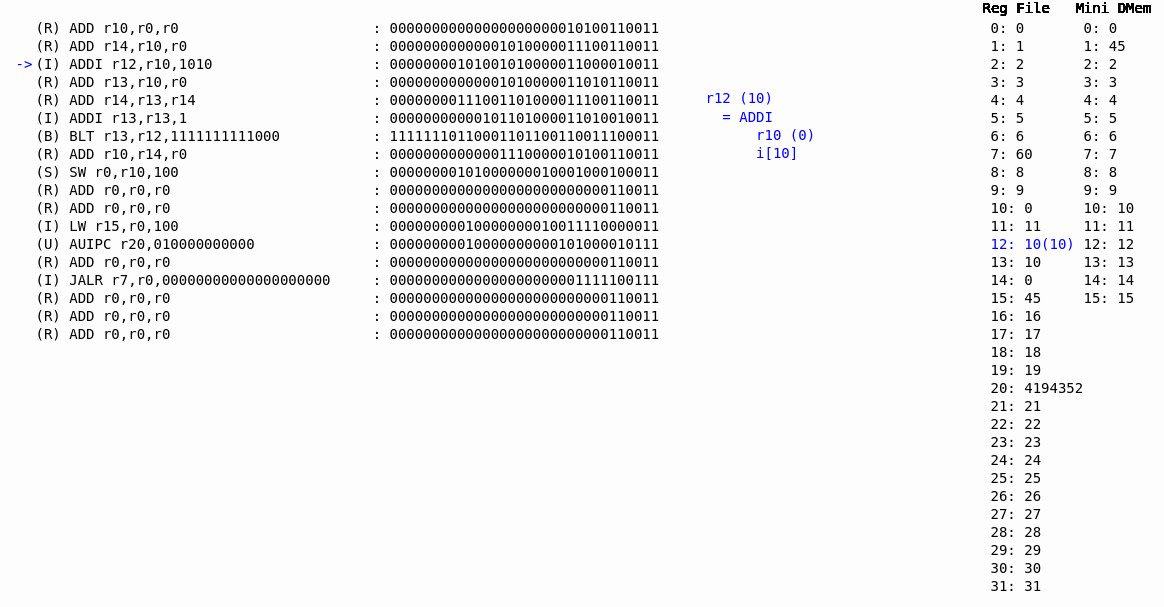 Reg File Mini DMem
(R) ADD r10,r0,r0 : 00000000000000000000010100110011 0: 0 0: 0
(R) ADD r14,r10,r0 : 00000000000001010000011100110011 1: 1 1: 45
->(I) ADDI r12,r10,1010 : 00000000101001010000011000010011 2: 2 2: 2
(R) ADD r13,r10,r0 : 00000000000001010000011010110011 3: 3 3: 3
(R) ADD r14,r13,r14 : 00000000111001101000011100110011 r12 (10) 4: 4 4: 4
(I) ADDI r13,r13,1 : 00000000000101101000011010010011 = ADDI 5: 5 5: 5
(B) BLT r13,r12,1111111111000 : 11111110110001101100110011100011 r10 (0) 6: 6 6: 6
(R) ADD r10,r14,r0 : 00000000000001110000010100110011 i[10] 7: 60 7: 7
(S) SW r0,r10,100 : 00000000101000000010001000100011 8: 8 8: 8
(R) ADD r0,r0,r0 : 00000000000000000000000000110011 9: 9 9: 9
(R) ADD r0,r0,r0 : 00000000000000000000000000110011 10: 0 10: 10
(I) LW r15,r0,100 : 00000000010000000010011110000011 11: 11 11: 11
(U) AUIPC r20,010000000000 : 00000000010000000000101000010111 12: 10(10) 12: 12
(R) ADD r0,r0,r0 : 00000000000000000000000000110011 13: 10 13: 13
(I) JALR r7,r0,00000000000000000000 : 00000000000000000000001111100111 14: 0 14: 14
(R) ADD r0,r0,r0 : 00000000000000000000000000110011 15: 45 15: 15
(R) ADD r0,r0,r0 : 00000000000000000000000000110011 16: 16
(R) ADD r0,r0,r0 : 00000000000000000000000000110011 17: 17
18: 18
19: 19
20: 4194352
21: 21
22: 22
23: 23
24: 24
25: 25
26: 26
27: 27
28: 28
29: 29
30: 30
31: 31